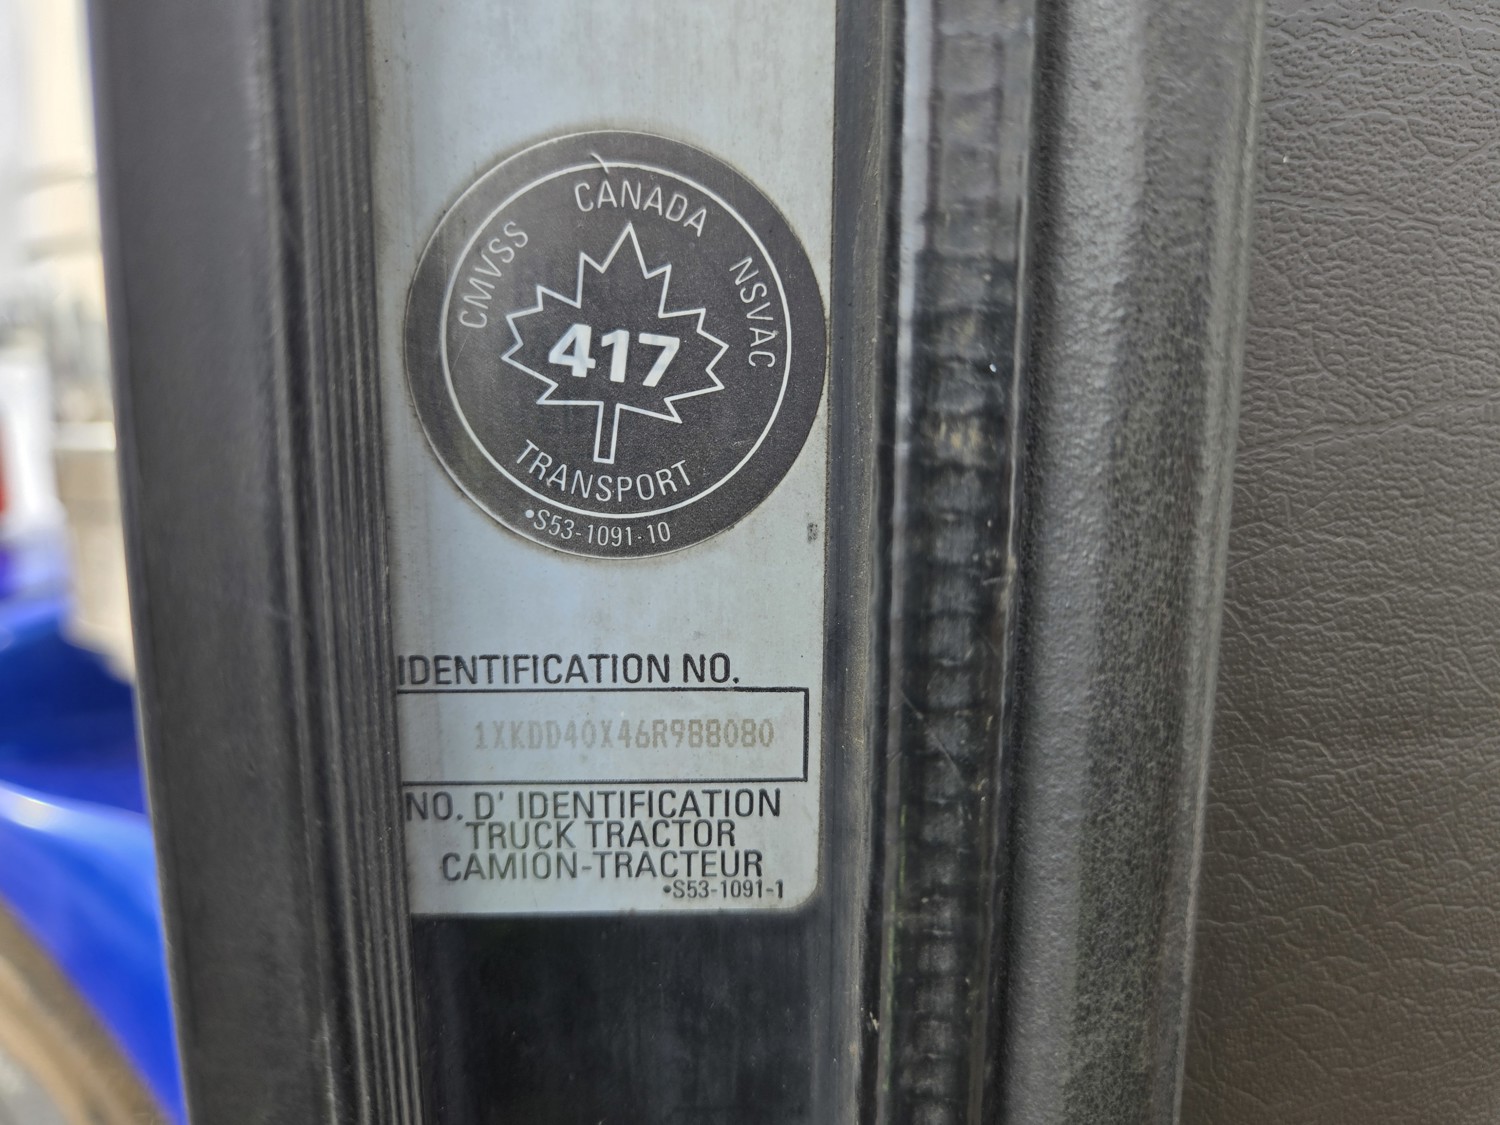 CANADA
CMVSS
NSVAC
417
TRANSPORT
•S53-1091-10
IDENTIFICATION NO.
1XKDD40X46R988080
NO. D' IDENTIFICATION
TRUCK TRACTOR
CAMION-TRACTEUR
•S53-1091-1